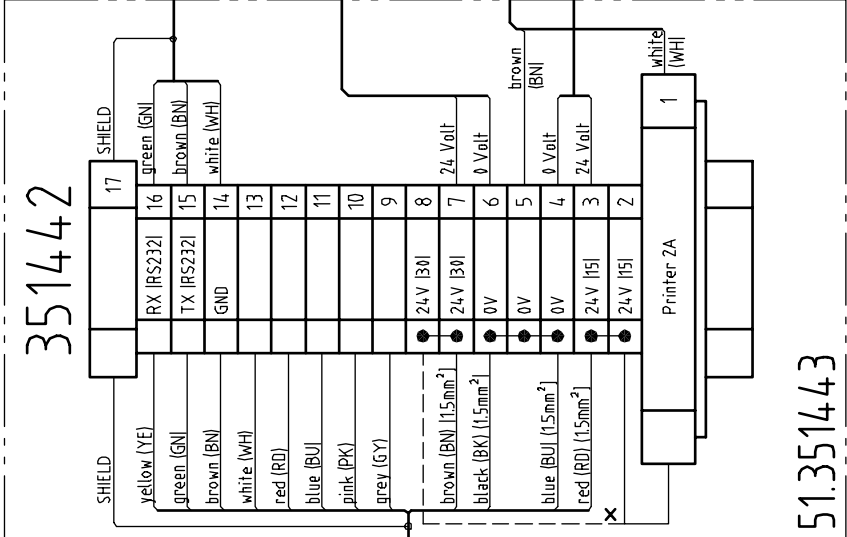 351442
SHIELD
17
SHIELD
yellow (YE)
RX |RS232|
16
green (GN|
green (GN|
TX |RS232|
15
brown (BN)
brown (BN)
GND
14
white (WH)
white (WH)
13
red (RD)
12
blue (BU|
11
pink (PK)
10
grey (GY)
9
24V |30|
8
brown (BN) |1.5mm²]
24V |30|
7
24 Volt
black (BK) (1.5mm²|
0V
6
0 Volt
0V
5
brown
(BN|
blue (BU| (1.5mm²]
0V
4
0 Volt
red (RD) (1.5mm²]
24V |15|
3
24 Volt
24V |15|
2
Printer 2A
1
white
(WH|
x
51.351443